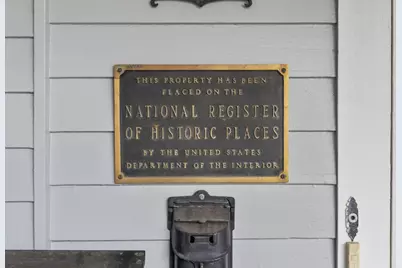 THIS PROPERTY HAS BEEN
PLACED ON THE
NATIONAL REGISTER
OF HISTORIC PLACES
BY THE UNITED STATES
DEPARTMENT OF THE INTERIOR